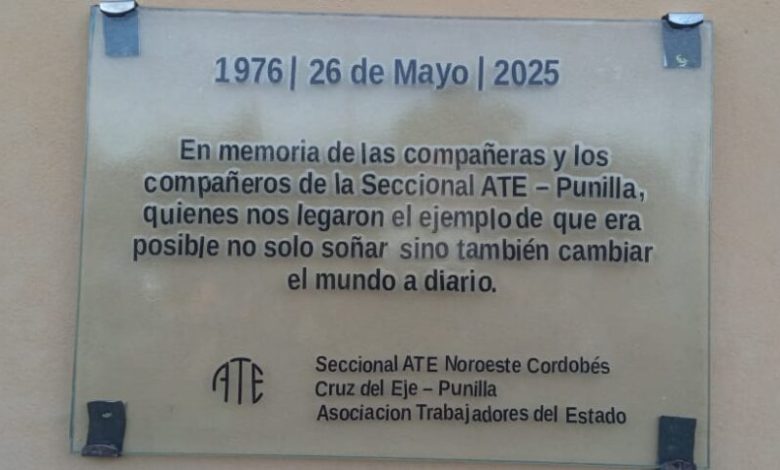 1976| 26 de Mayo | 2025
En memoria de las compañeras y los
compañeros de la Seccional ATE – Punilla,
quienes nos legaron el ejemplo de que era
posible no solo soñar sino también cambiar
el mundo a diario.
ATE
Seccional ATE Noroeste Cordobés
Cruz del Eje – Punilla
Asociacion Trabajadores del Estado